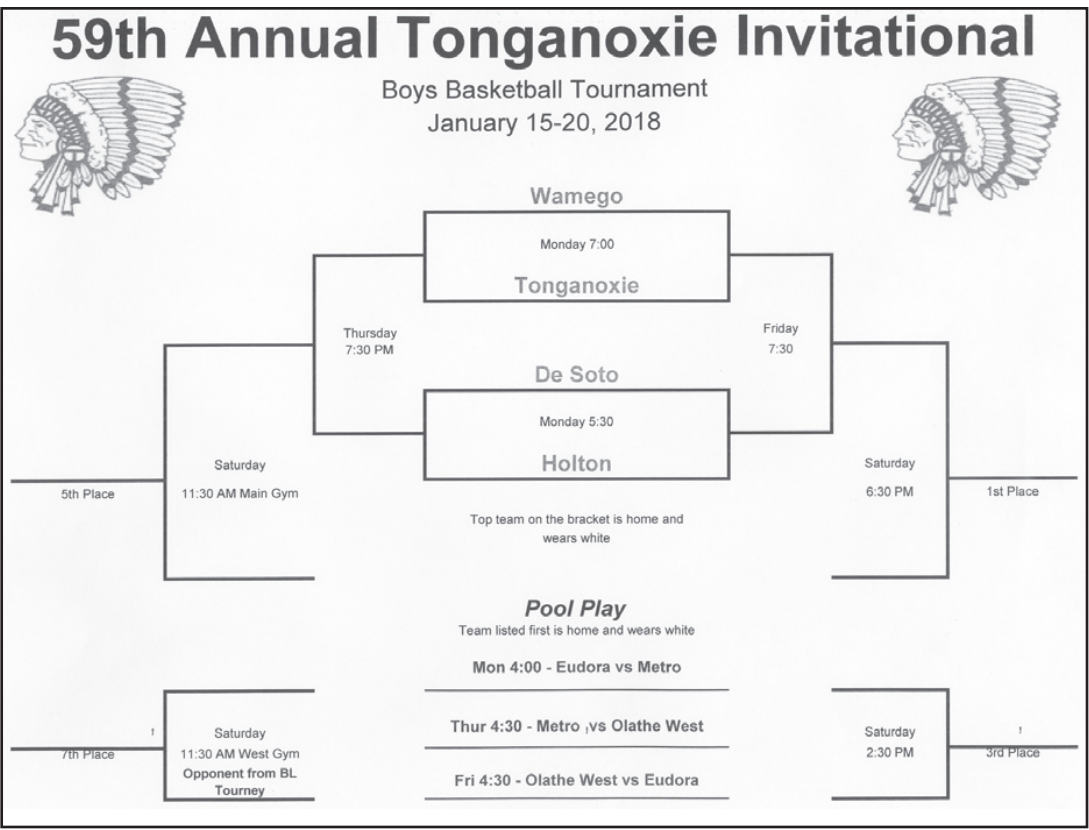 59th Annual Tonganoxie Invitational
Boys Basketball Tournament
January 15-20, 2018
Wamego
Monday 7:00
Tonganoxie
Thursday
7:30 PM
Friday
7:30
De Soto
Monday 5:30
Holton
Saturday
11:30 AM Main Gym
5th Place
Saturday
6:30 PM
1st Place
Top team on the bracket is home and
wears white
Pool Play
Team listed first is home and wears white
Mon 4:00 - Eudora vs Metro
Thur 4:30 - Metro vs Olathe West
Fri 4:30 - Olathe West vs Eudora
Saturday
11:30 AM West Gym
Opponent from BL
Tourney
7th Place
Saturday
2:30 PM
3rd Place